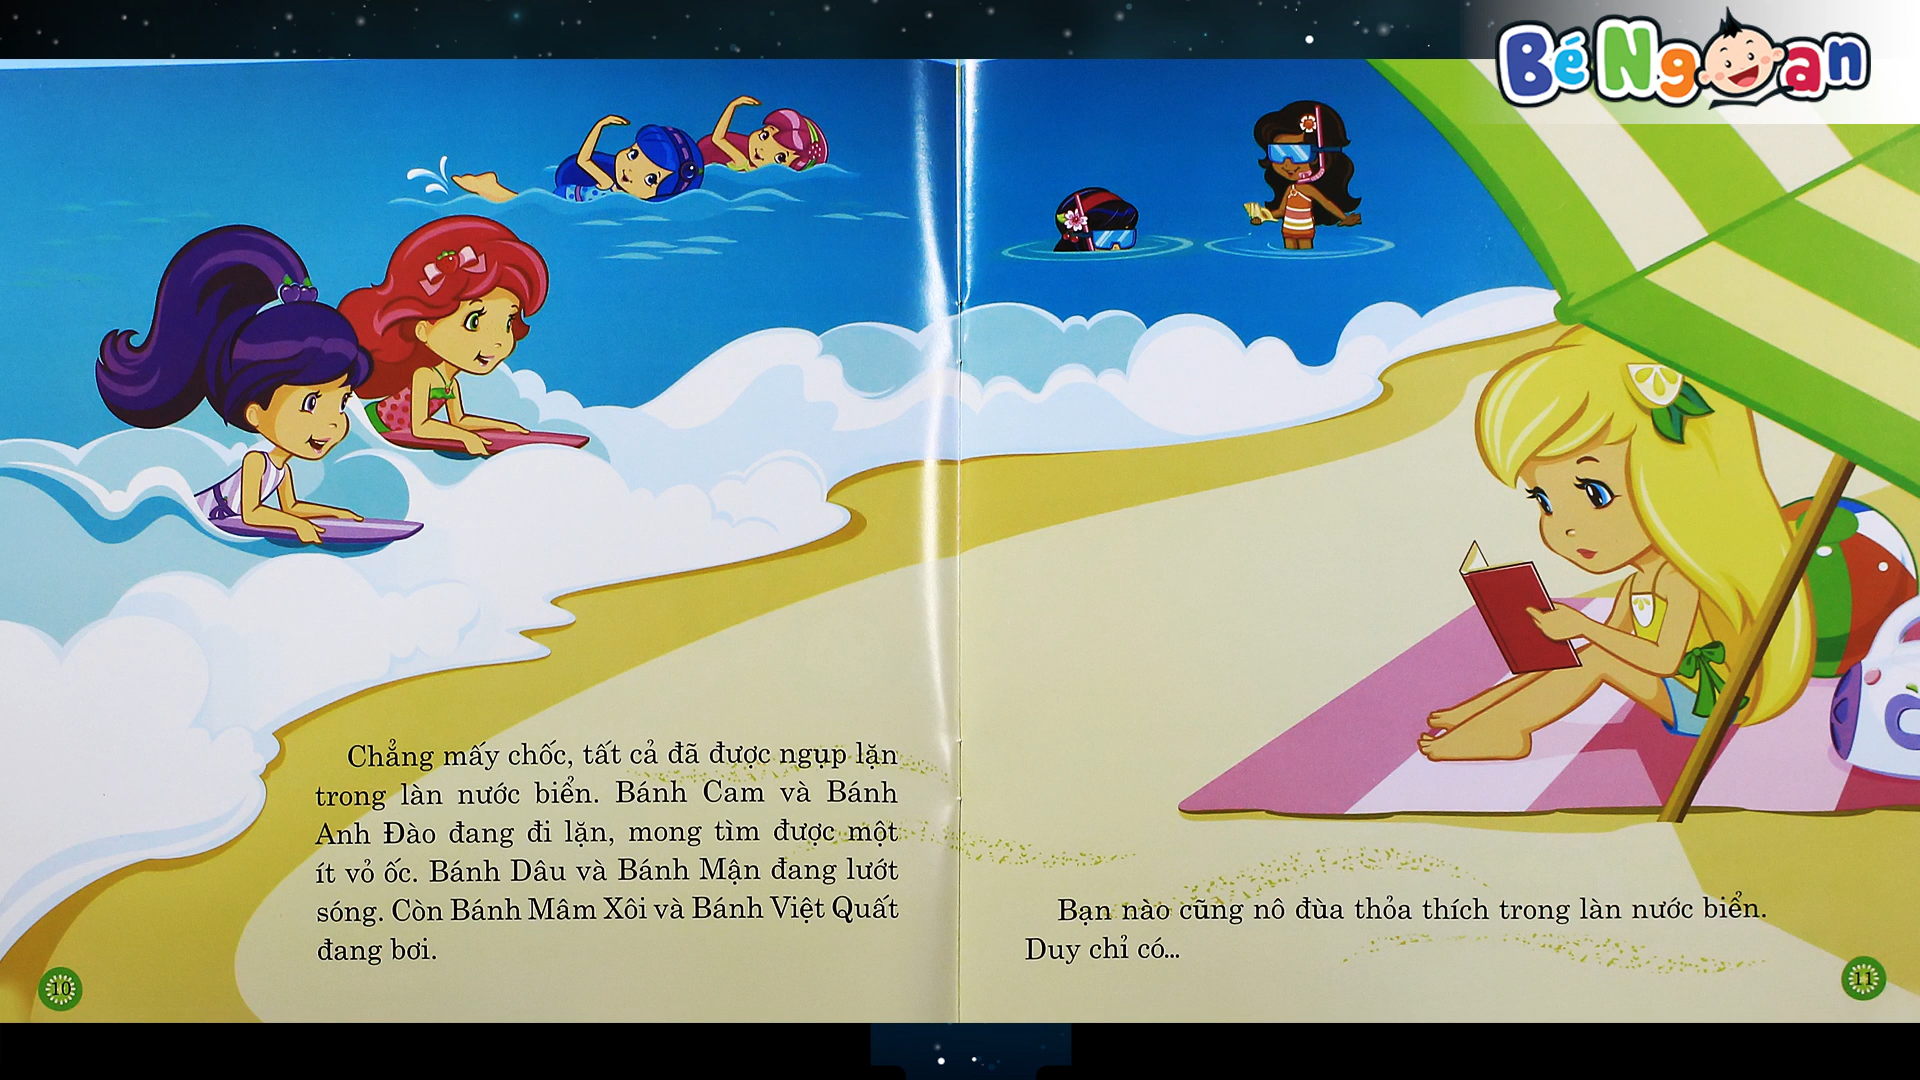 Bé Ngoan
Chẳng mấy chốc, tất cả đã được ngụp lặn
trong làn nước biển. Bánh Cam và Bánh
Anh Đào đang đi lặn, mong tìm được một
ít vỏ ốc. Bánh Dâu và Bánh Mận đang lướt
sóng. Còn Bánh Mâm Xôi và Bánh Việt Quất
đang bơi.
10
Bạn nào cũng nô đùa thỏa thích trong làn nước biển.
Duy chỉ có...
11